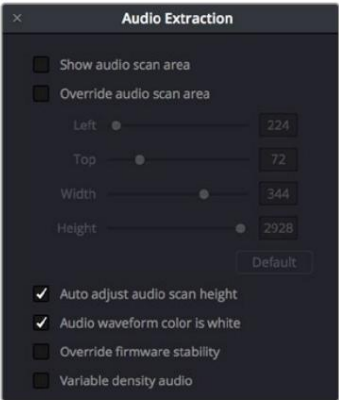 Audio Extraction
Show audio scan area
Override audio scan area
Left 224
Top 72
Width 344
Height 2928
Default
Auto adjust audio scan height
Audio waveform color is white
Override firmware stability
Variable density audio